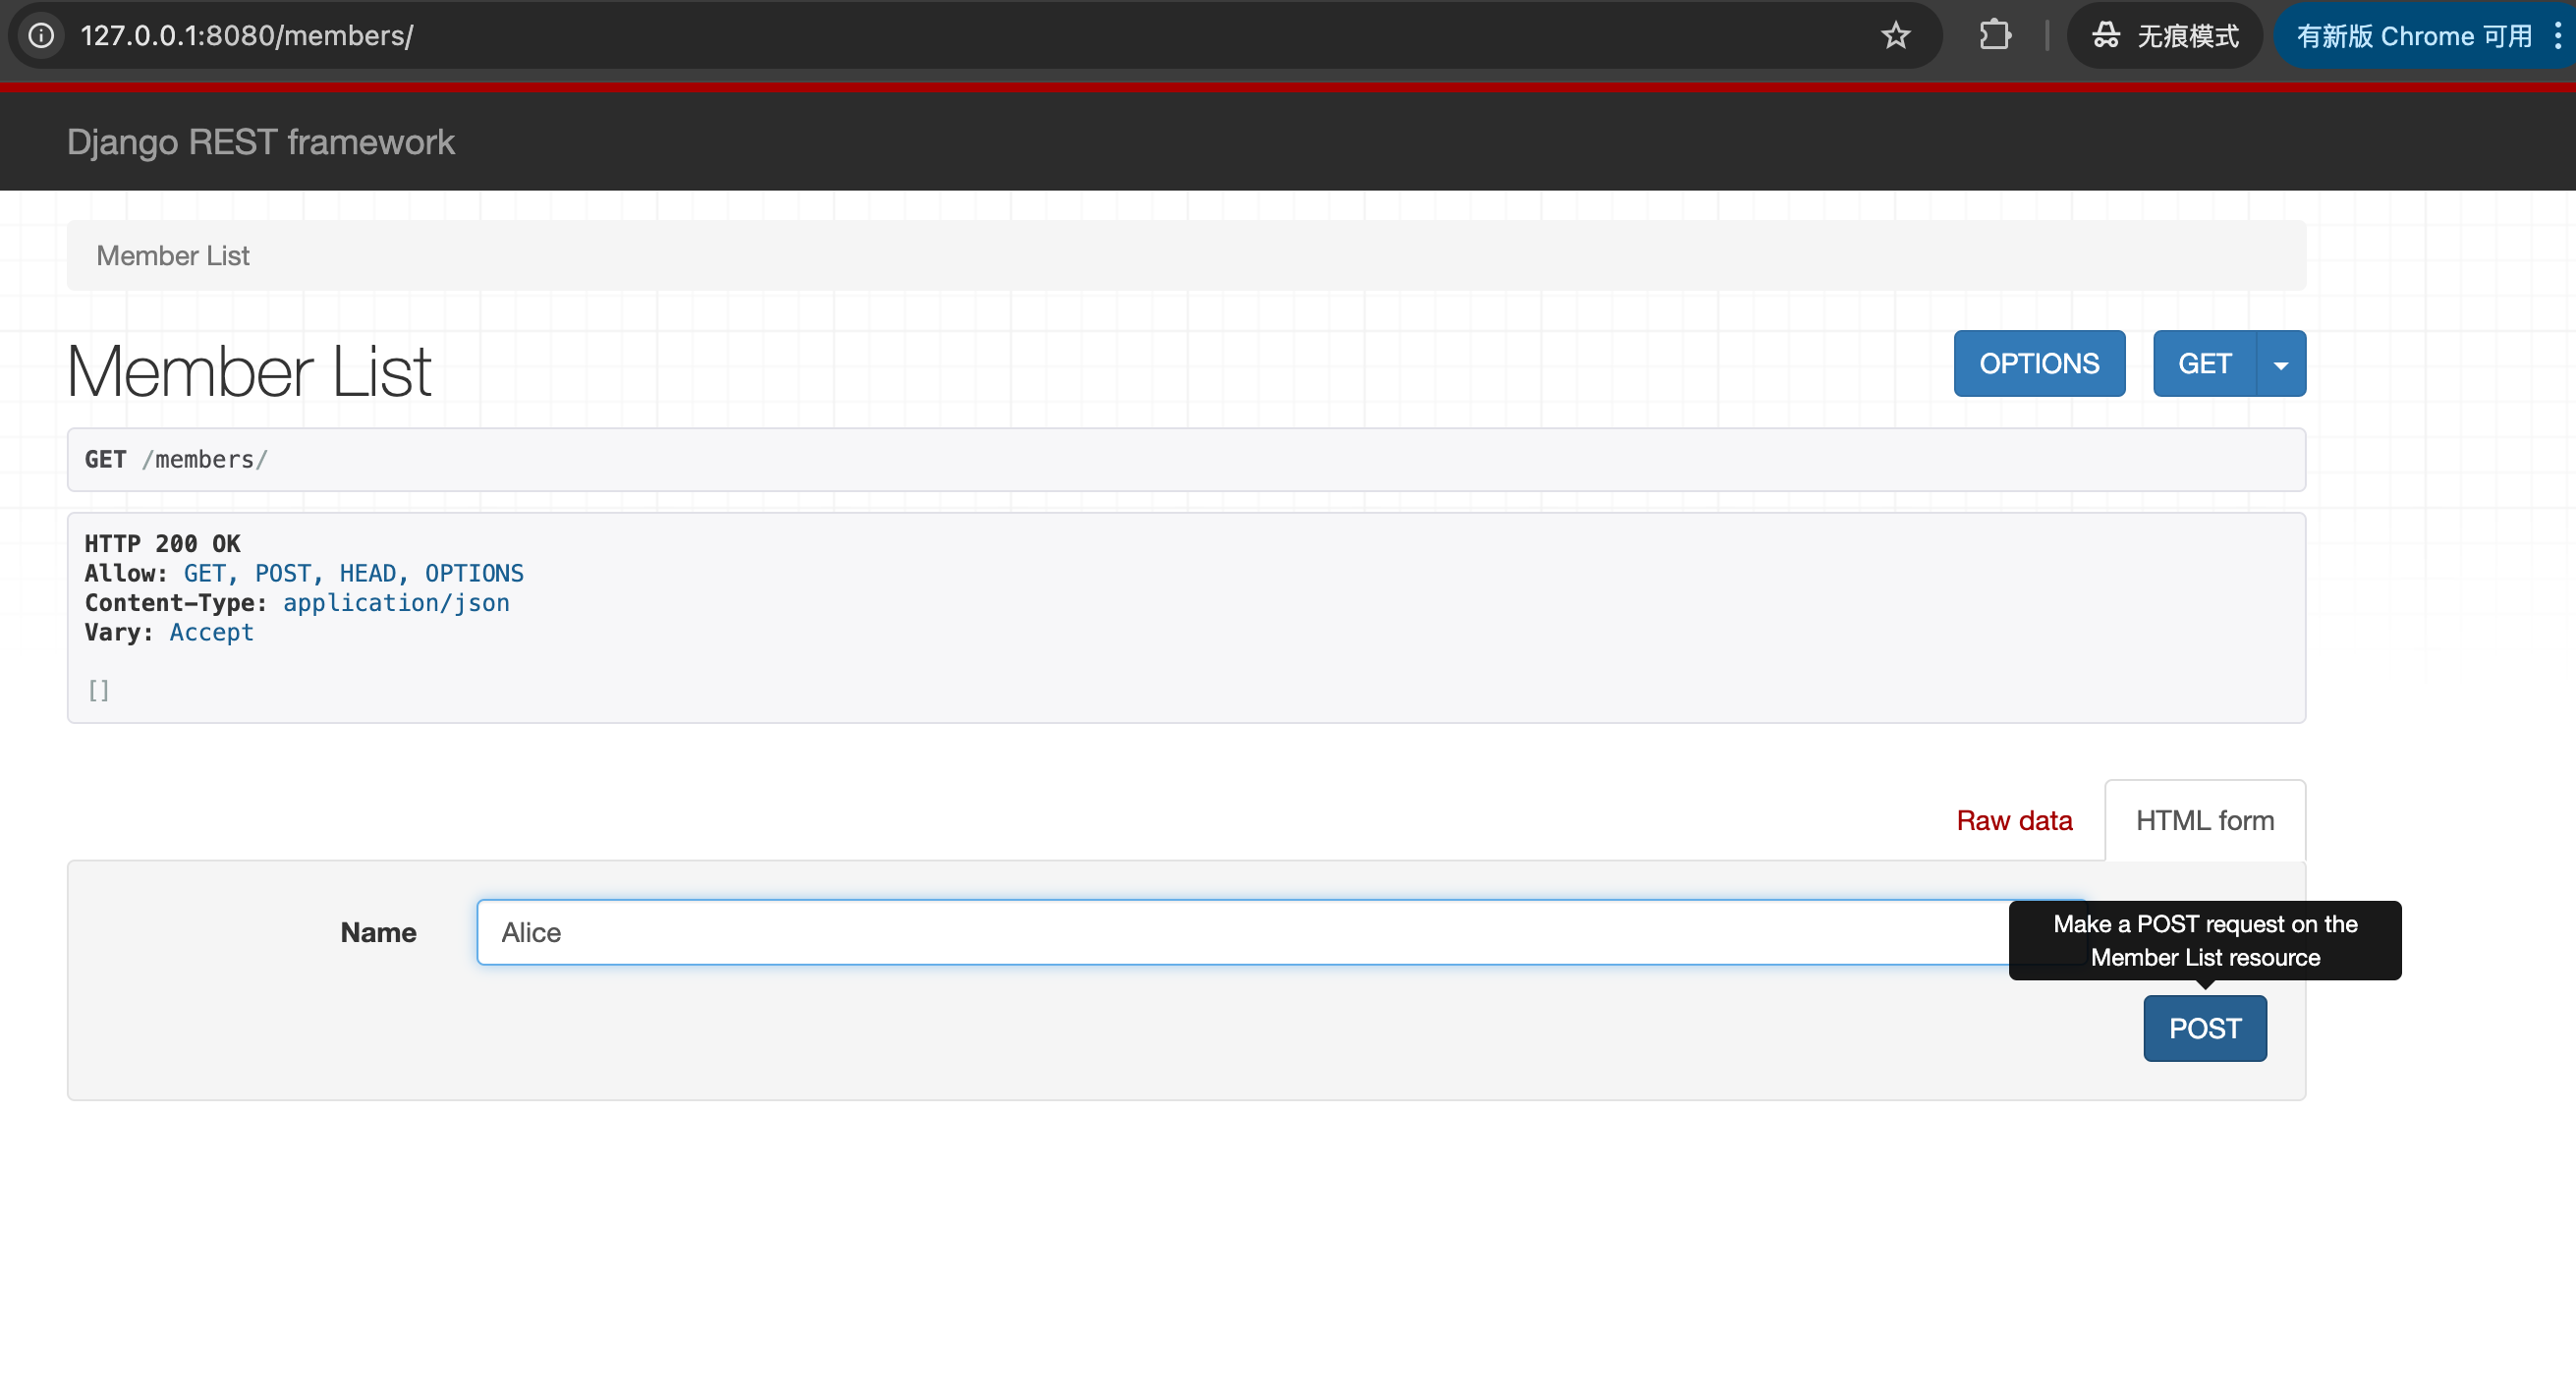 127.0.0.1:8080/members/
无痕模式
有新版 Chrome 可用
Django REST framework
Member List
Member List
OPTIONS
GET
GET /members/
HTTP 200 OK
Allow: GET, POST, HEAD, OPTIONS
Content-Type: application/json
Vary: Accept
[]
Raw data
HTML form
Name
Alice
Make a POST request on the
Member List resource
POST